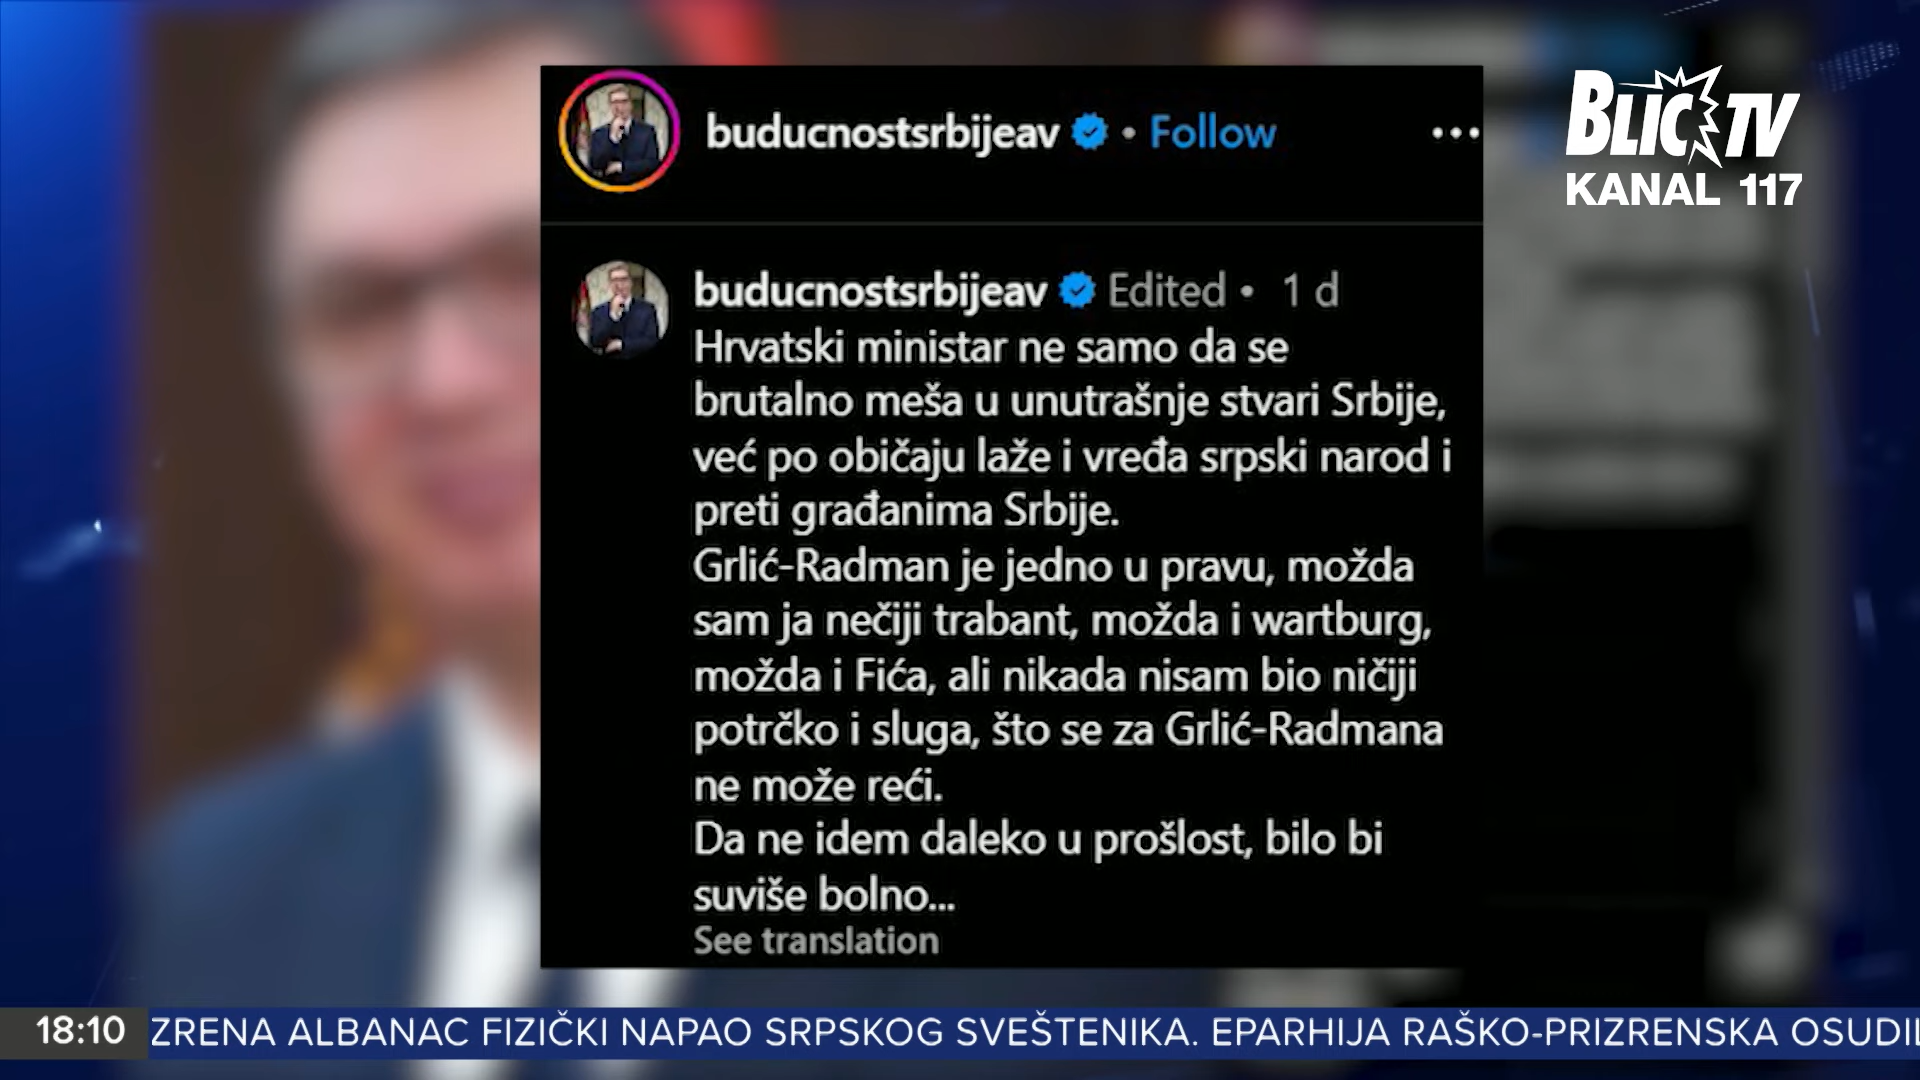 buducnostsrbijeav • Follow
BLIC TV
KANAL 117
buducnostsrbijeav Edited • 1 d
Hrvatski ministar ne samo da se
brutalno meša u unutrašnje stvari Srbije,
već po običaju laže i vređa srpski narod i
preti građanima Srbije.
Grlić-Radman je jedno u pravu, možda
sam ja nečiji trabant, možda i wartburg,
možda i Fića, ali nikada nisam bio ničiji
potrčko i sluga, što se za Grlić-Radmana
ne može reći.
Da ne idem daleko u prošlost, bilo bi
suviše bolno...
See translation
18:10 ZRENA ALBANAC FIZIČKI NAPAO SRPSKOG SVEŠTENIKA. EPARHIJA RAŠKO-PRIZRENSKA OSUDIL